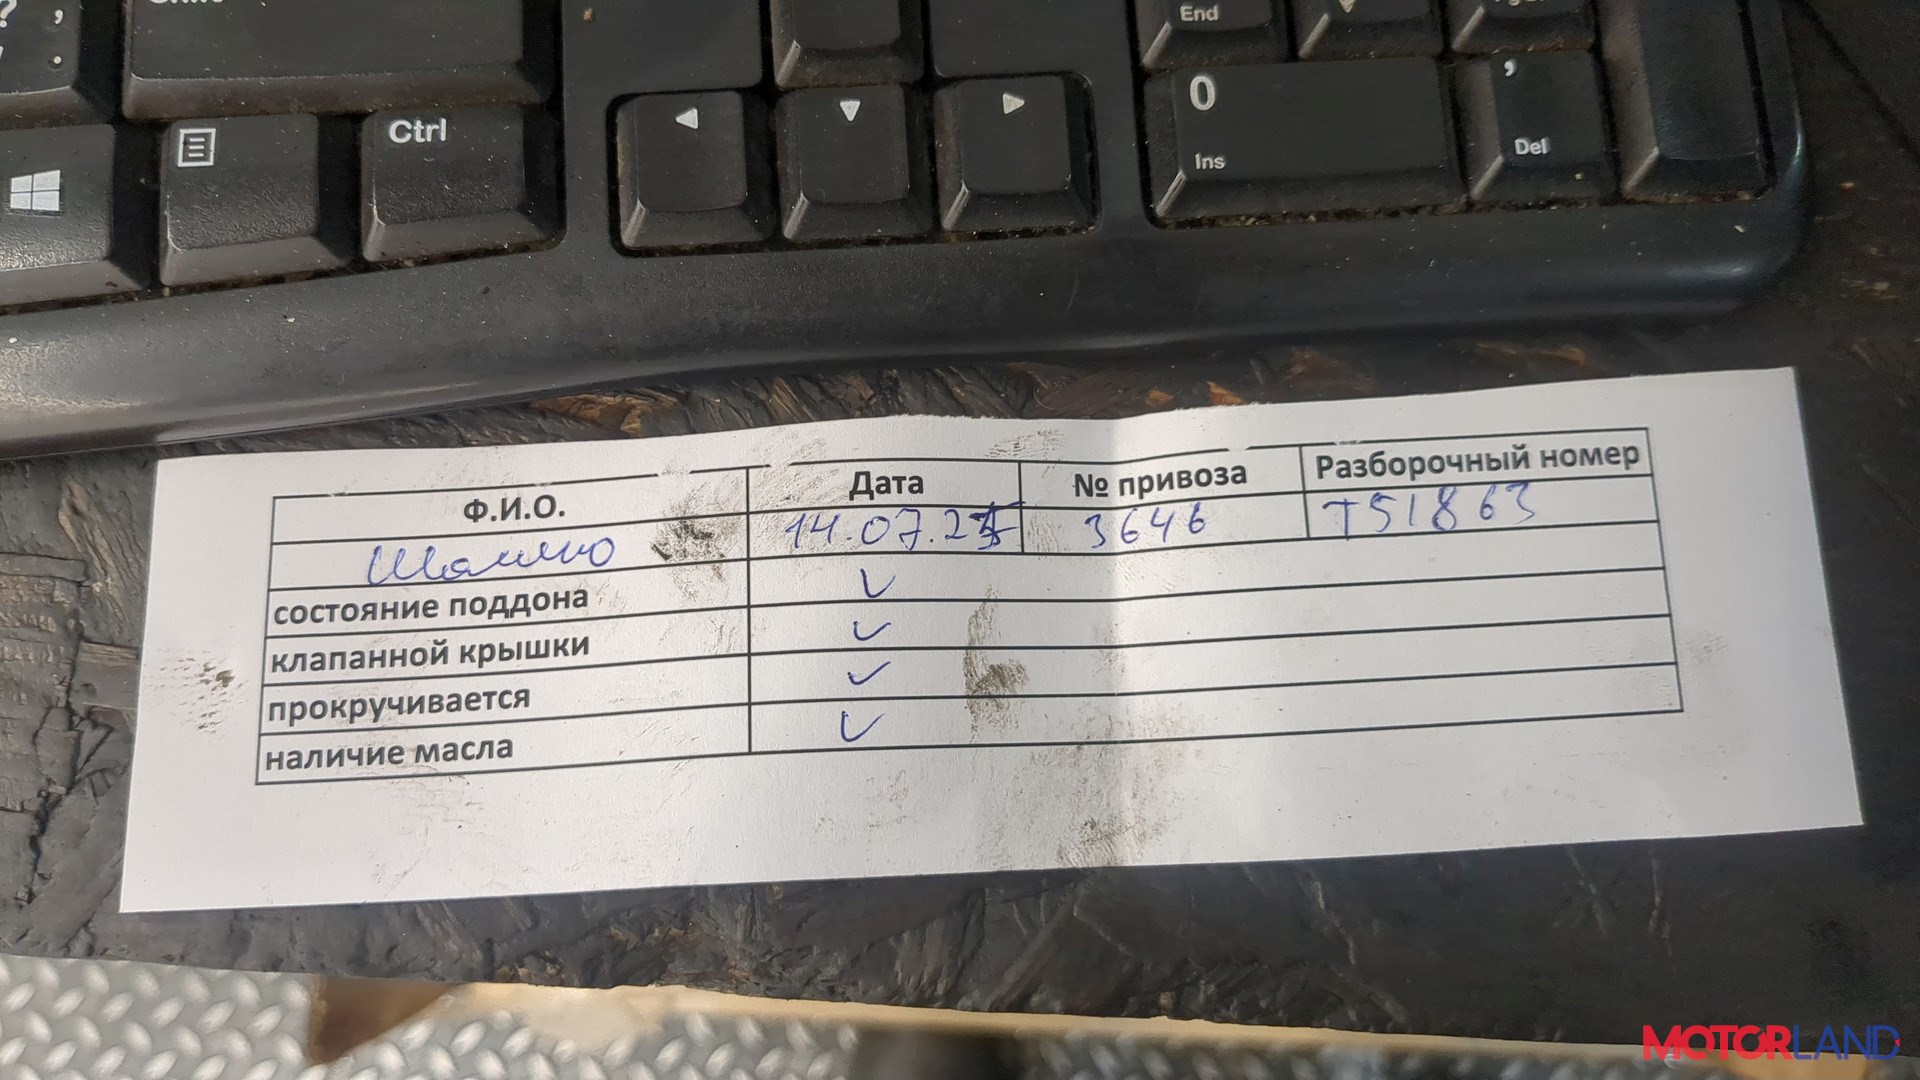 End
? ,
.
0
,
Ctrl
Ins
Del
Ф.И.О. Дата № привоза Разборочный номер
14.07.25 3646 T51863
состояние поддона ✓
клапанной крышки ✓
прокручивается ✓
наличие масла ✓
MOTORLAND